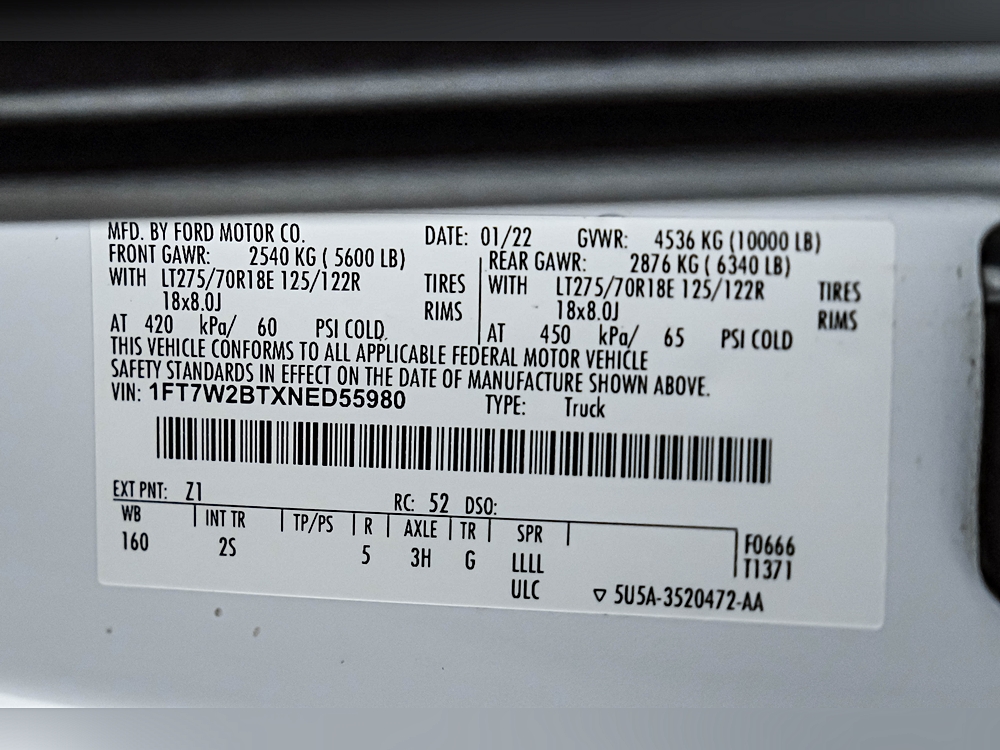 MFD. BY FORD MOTOR CO. DATE: 01/22 GVWR: 4536 KG (10000 LB)
FRONT GAWR: 2540 KG ( 5600 LB) REAR GAWR: 2876 KG ( 6340 LB)
WITH LT275/70R18E 125/122R TIRES WITH LT275/70R18E 125/122R TIRES
18x8.0J RIMS 18x8.0J RIMS
AT 420 kPa/ 60 PSI COLD AT 450 kPa/ 65 PSI COLD
THIS VEHICLE CONFORMS TO ALL APPLICABLE FEDERAL MOTOR VEHICLE
SAFETY STANDARDS IN EFFECT ON THE DATE OF MANUFACTURE SHOWN ABOVE.
VIN: 1FT7W2BTXNED55980 TYPE: Truck
EXT PNT: Z1 RC: 52 DSO:
WB INT TR TP/PS R AXLE TR SPR F0666
160 2S 5 3H G LLLL T1371
ULC ▽ 5U5A-3520472-AA